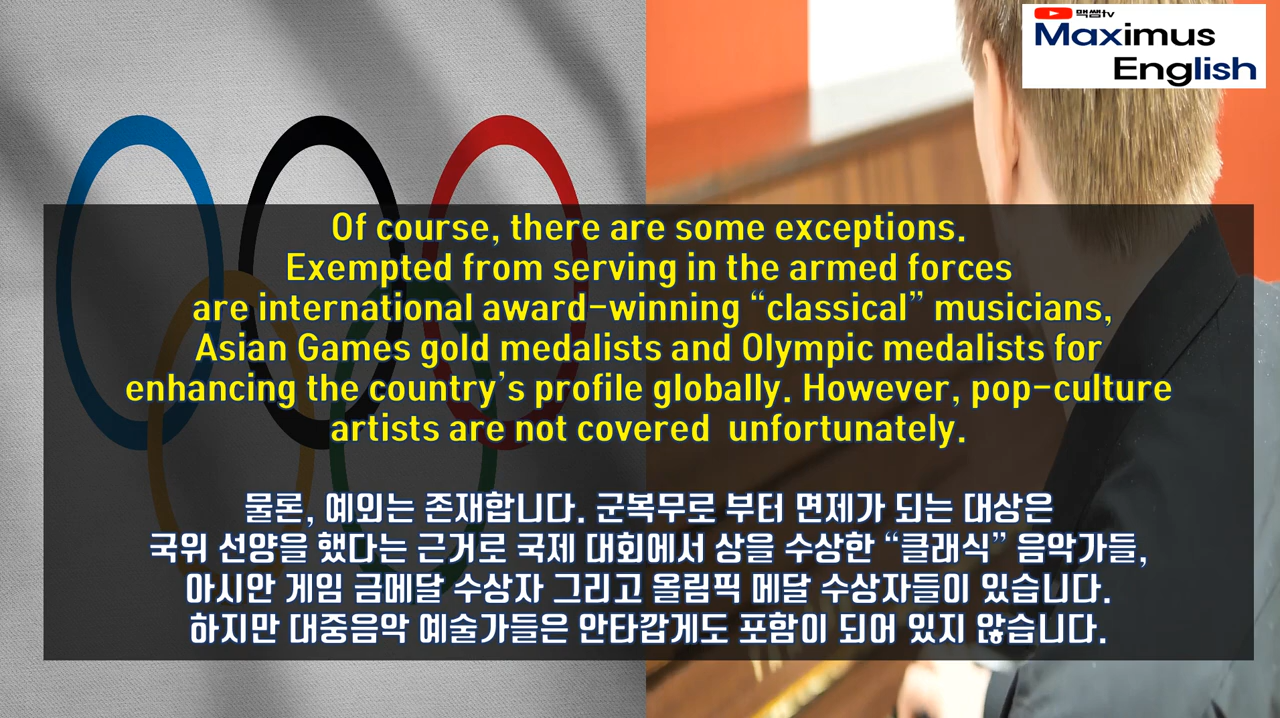 맥쌤tv
Maximus
English
Of course, there are some exceptions.
Exempted from serving in the armed forces
are international award-winning “classical” musicians,
Asian Games gold medalists and Olympic medalists for
enhancing the country’s profile globally. However, pop-culture
artists are not covered  unfortunately.
물론, 예외는 존재합니다. 군복무로 부터 면제가 되는 대상은
국위 선양을 했다는 근거로 국제 대회에서 상을 수상한 “클래식” 음악가들,
아시안 게임 금메달 수상자 그리고 올림픽 메달 수상자들이 있습니다.
하지만 대중음악 예술가들은 안타깝게도 포함이 되어 있지 않습니다.